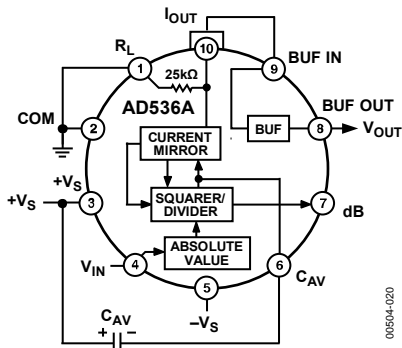 IOUT
RL
10
BUF IN
1
9
25kΩ
AD536A
BUF OUT
COM
2
CURRENT
MIRROR
BUF
8
VOUT
+VS
+VS
3
SQUARER/
DIVIDER
7
dB
ABSOLUTE
VALUE
VIN
4
6
CAV
5
–VS
CAV
+ –
00504-020